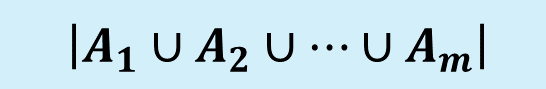 |A₁ ∪ A₂ ∪ ⋯ ∪ Aₘ|